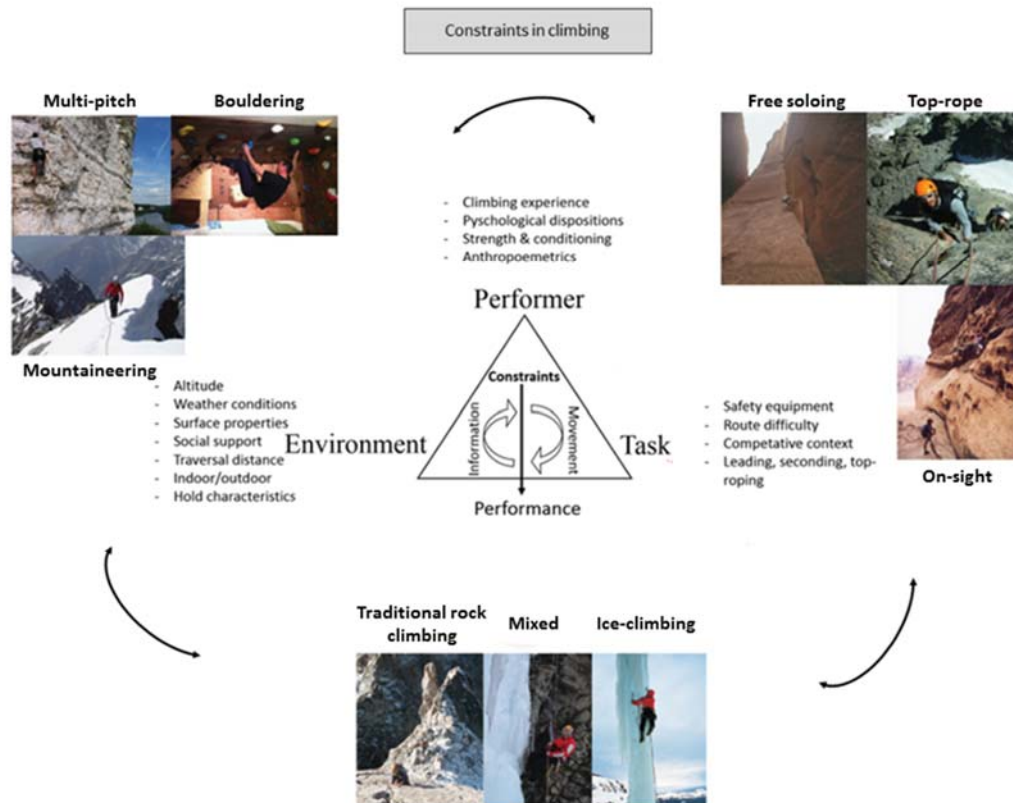 Constraints in climbing
Multi-pitch
Bouldering
Free soloing
Top-rope
- Climbing experience
- Pyschological dispositions
- Strength & conditioning
- Anthropoemetrics
Performer
Mountaineering
- Altitude
- Weather conditions
- Surface properties
- Social support
- Traversal distance
- Indoor/outdoor
- Hold characteristics
Environment
Constraints
Information
Movement
Task
- Safety equipment
- Route difficulty
- Competative context
- Leading, seconding, top-
roping
On-sight
Performance
Traditional rock
climbing
Mixed
Ice-climbing